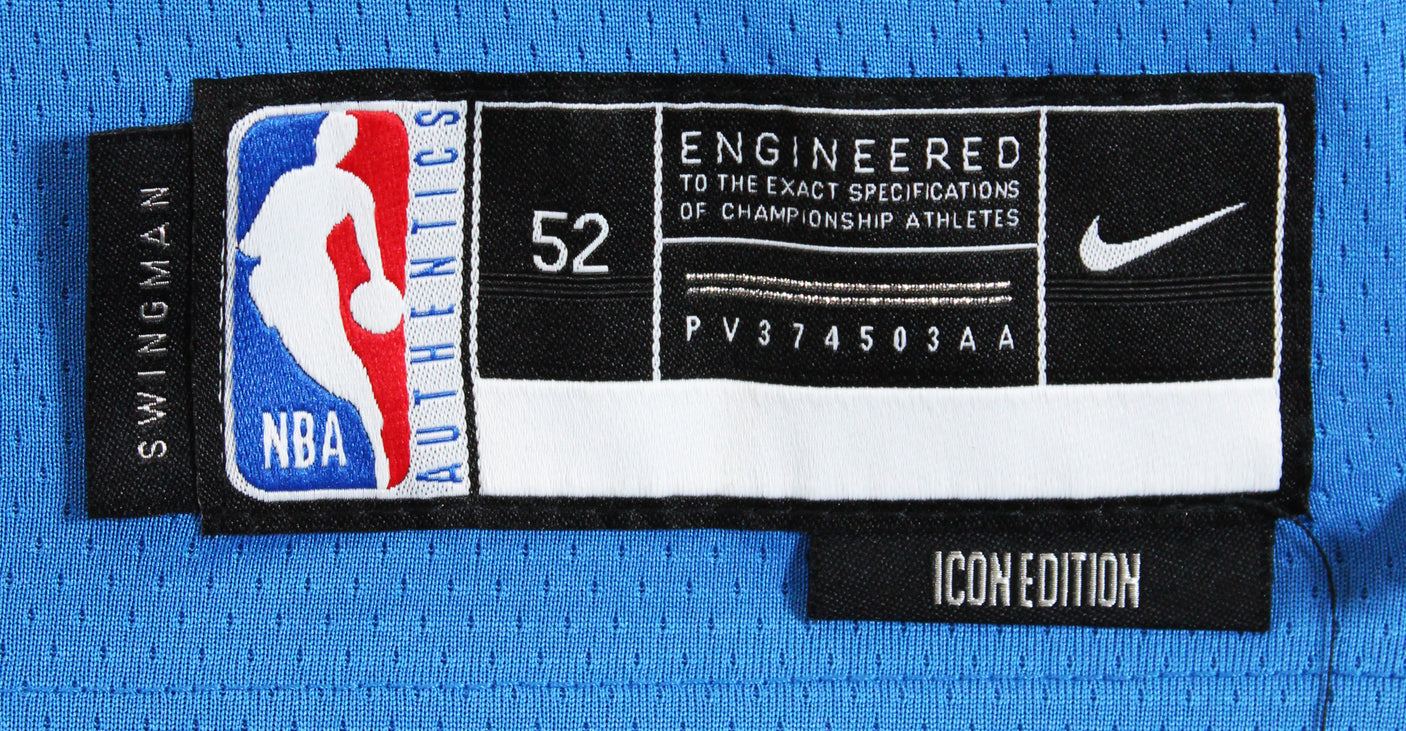 SWINGMAN
NBA
AUTHENTICS
52
ENGINEERED
TO THE EXACT SPECIFICATIONS
OF CHAMPIONSHIP ATHLETES
PV374503AA
ICON EDITION